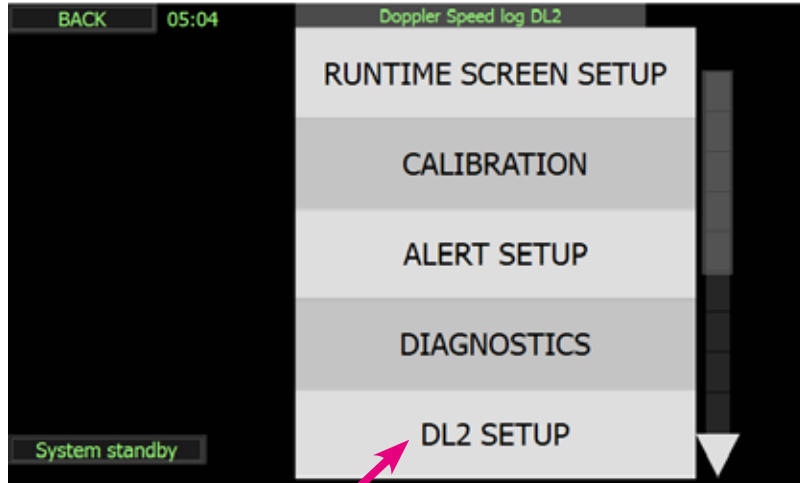 BACK 05:04 Doppler Speed log DL2
RUNTIME SCREEN SETUP
CALIBRATION
ALERT SETUP
DIAGNOSTICS
DL2 SETUP
System standby